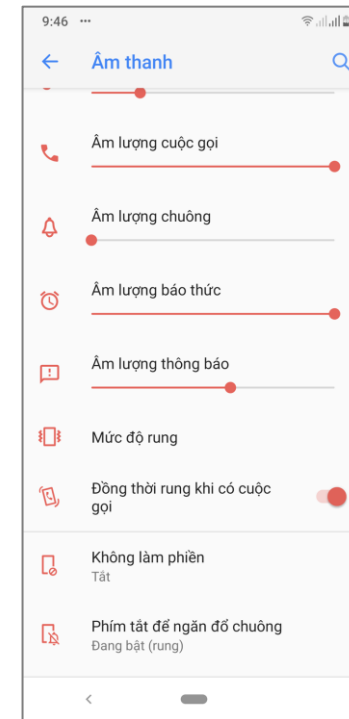 9:46 ...
Âm thanh
Âm lượng cuộc gọi
Âm lượng chuông
Âm lượng báo thức
Âm lượng thông báo
Mức độ rung
Đồng thời rung khi có cuộc
gọi
Không làm phiền
Tắt
Phím tắt để ngăn đổ chuông
Đang bật (rung)